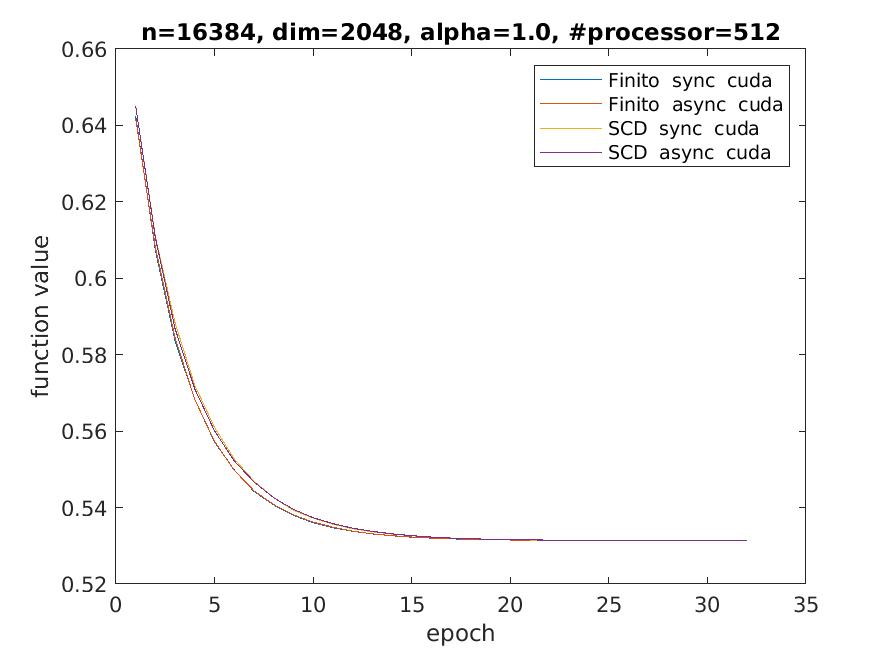 n=16384, dim=2048, alpha=1.0, #processor=512
0.66
0.64
0.62
0.6
0.58
0.56
0.54
0.52
function value
Finito sync cuda
Finito async cuda
SCD sync cuda
SCD async cuda
0 5 10 15 20 25 30 35
epoch